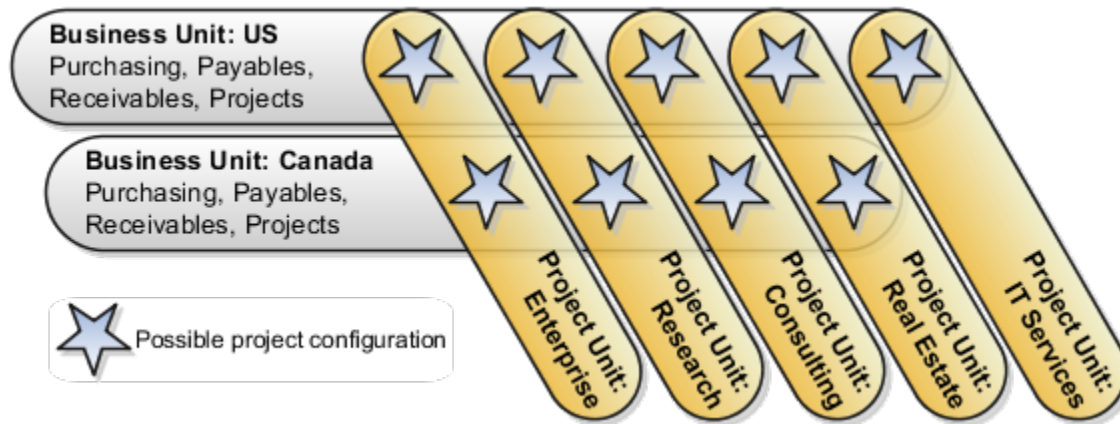 Business Unit: US
Purchasing, Payables,
Receivables, Projects
Business Unit: Canada
Purchasing, Payables,
Receivables, Projects
Project Unit:
Enterprise
Project Unit:
Research
Project Unit:
Consulting
Project Unit:
Real Estate
Project Unit:
IT Services
Possible project configuration